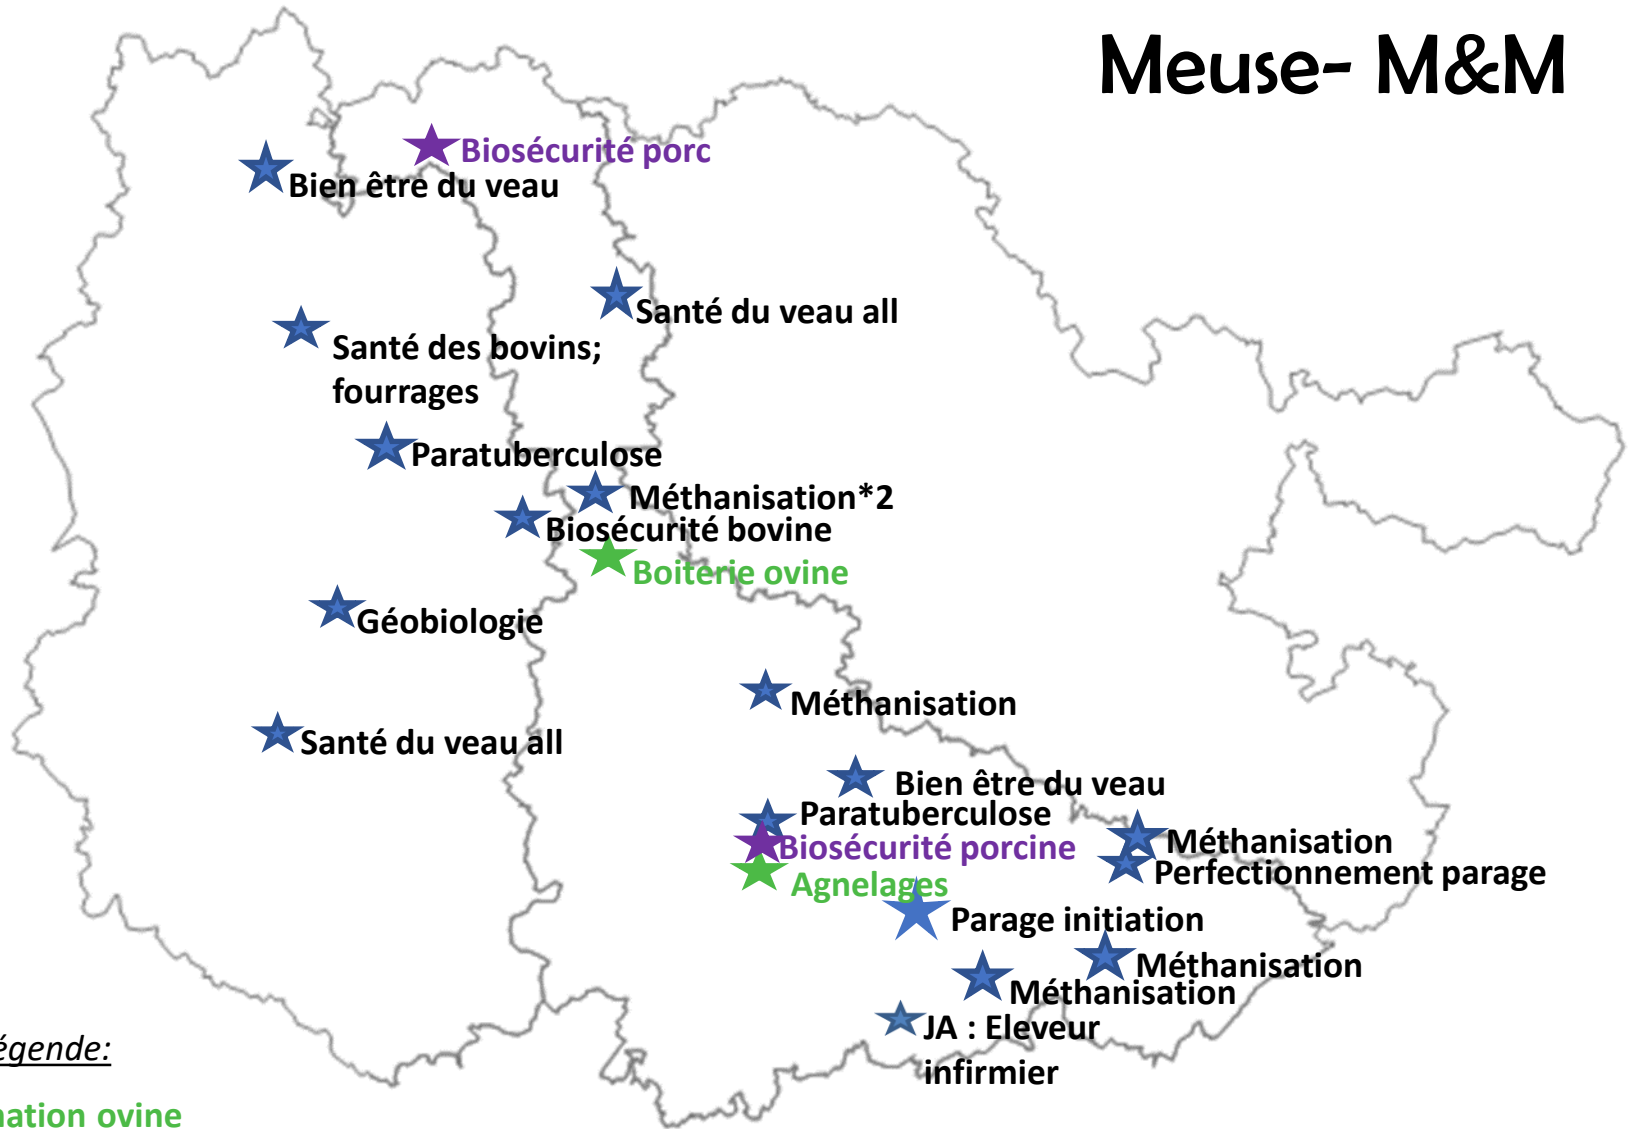 Meuse- M&M
Biosécurité porc
Bien être du veau
Santé du veau all
Santé des bovins;
fourrages
Paratuberculose
Méthanisation*2
Biosécurité bovine
Boiterie ovine
Géobiologie
Méthanisation
Santé du veau all
Bien être du veau
Paratuberculose
Méthanisation
Biosécurité porcine
Perfectionnement parage
Agnelages
Parage initiation
Méthanisation
Méthanisation
JA : Eleveur
infirmier
égende:
ation ovine